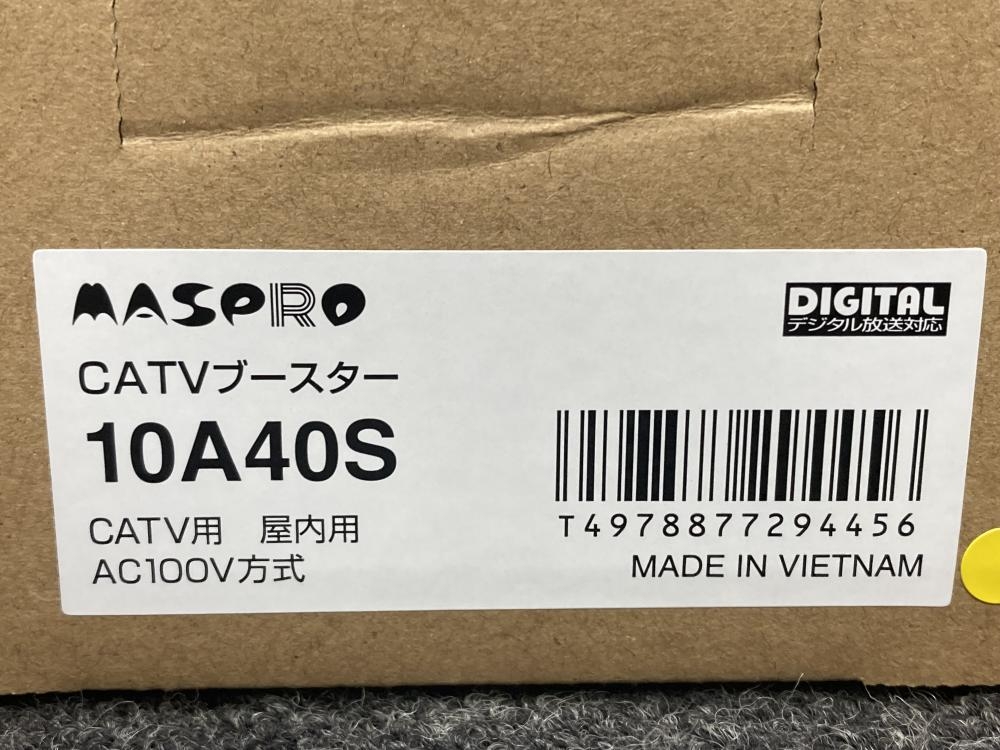 MASPRO
DIGITAL
デジタル放送対応
CATVブースター
10A40S
CATV用 屋内用
AC100V方式
T4978877294456
MADE IN VIETNAM